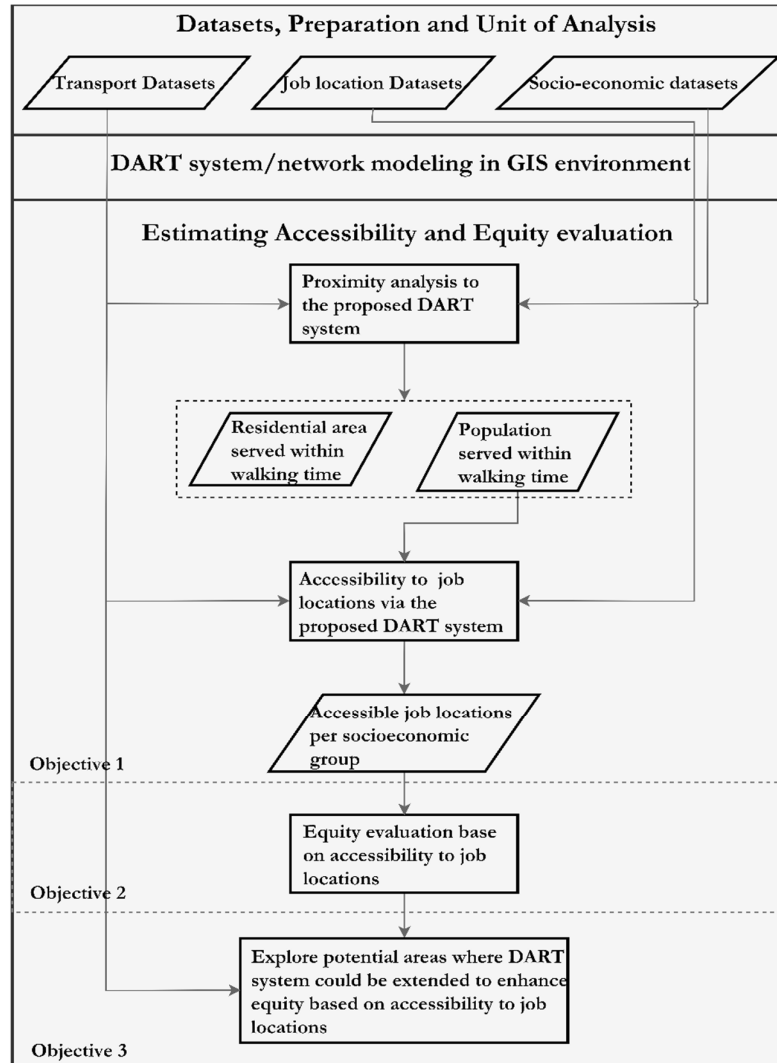 Datasets, Preparation and Unit of Analysis
Transport Datasets
Job location Datasets
Socio-economic datasets
DART system/network modeling in GIS environment
Estimating Accessibility and Equity evaluation
Proximity analysis to
the proposed DART
system
Residential area
served within
walking time
Population
served within
walking time
Accessibility to job
locations via the
proposed DART system
Accessible job locations
per socioeconomic
group
Objective 1
Equity evaluation base
on accessibility to job
locations
Objective 2
Explore potential areas where DART
system could be extended to enhance
equity based on accessibility to job
locations
Objective 3